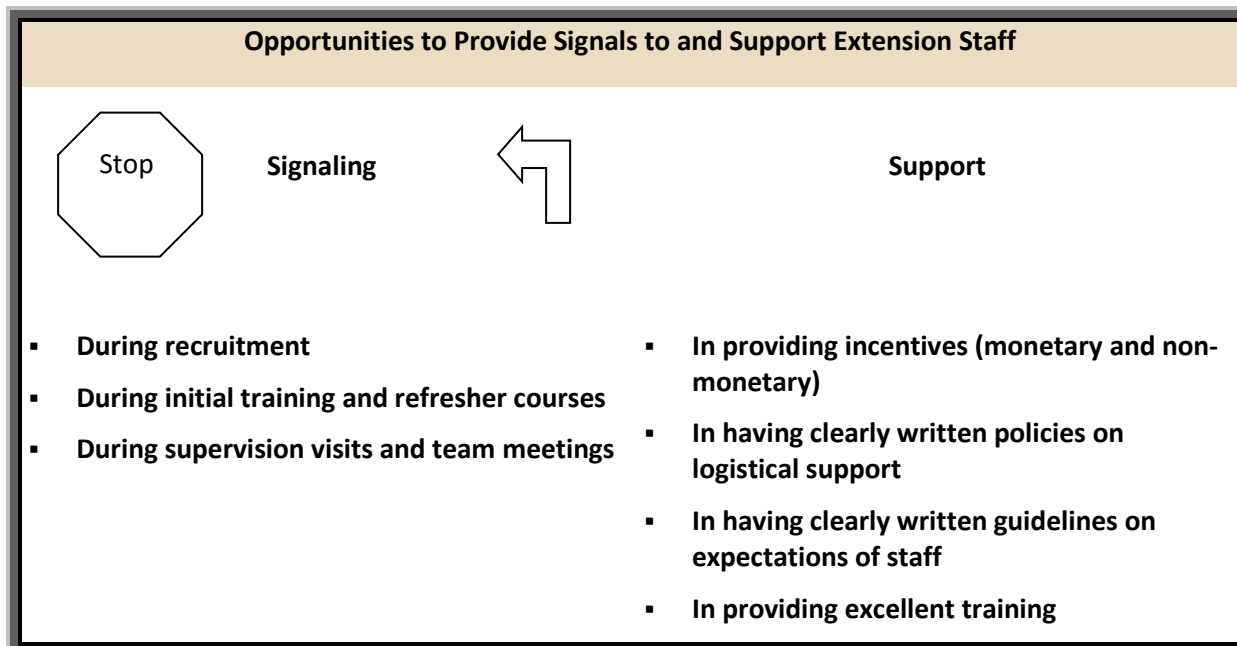 Opportunities to Provide Signals to and Support Extension Staff
Stop
Signaling
Support
▪ During recruitment
▪ During initial training and refresher courses
▪ During supervision visits and team meetings
▪ In providing incentives (monetary and non-
monetary)
▪ In having clearly written policies on
logistical support
▪ In having clearly written guidelines on
expectations of staff
▪ In providing excellent training